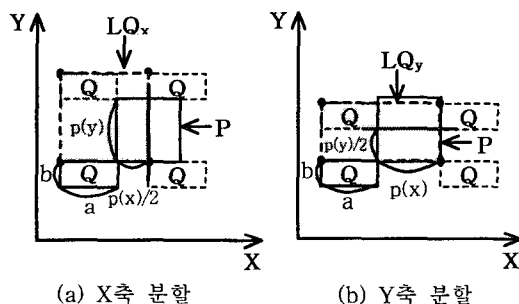 Y
LQx
Q
Q
p(y)
P
b
Q
Q
a
p(x)/2
X
(a) X축 분할
Y
LQy
Q
Q
p(y)/2
P
b
Q
Q
a
p(x)
X
(b) Y축 분할